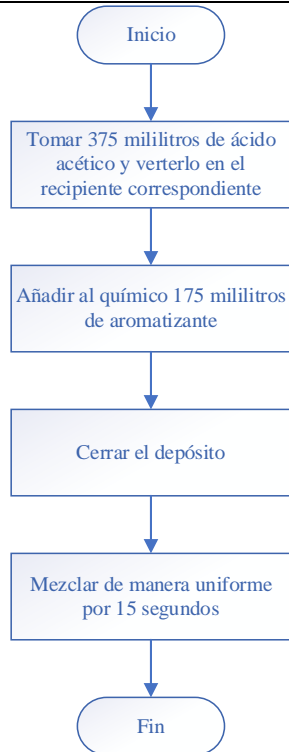 Inicio
Tomar 375 mililitros de ácido
acético y verterlo en el
recipiente correspondiente
Añadir al químico 175 mililitros
de aromatizante
Cerrar el depósito
Mezclar de manera uniforme
por 15 segundos
Fin